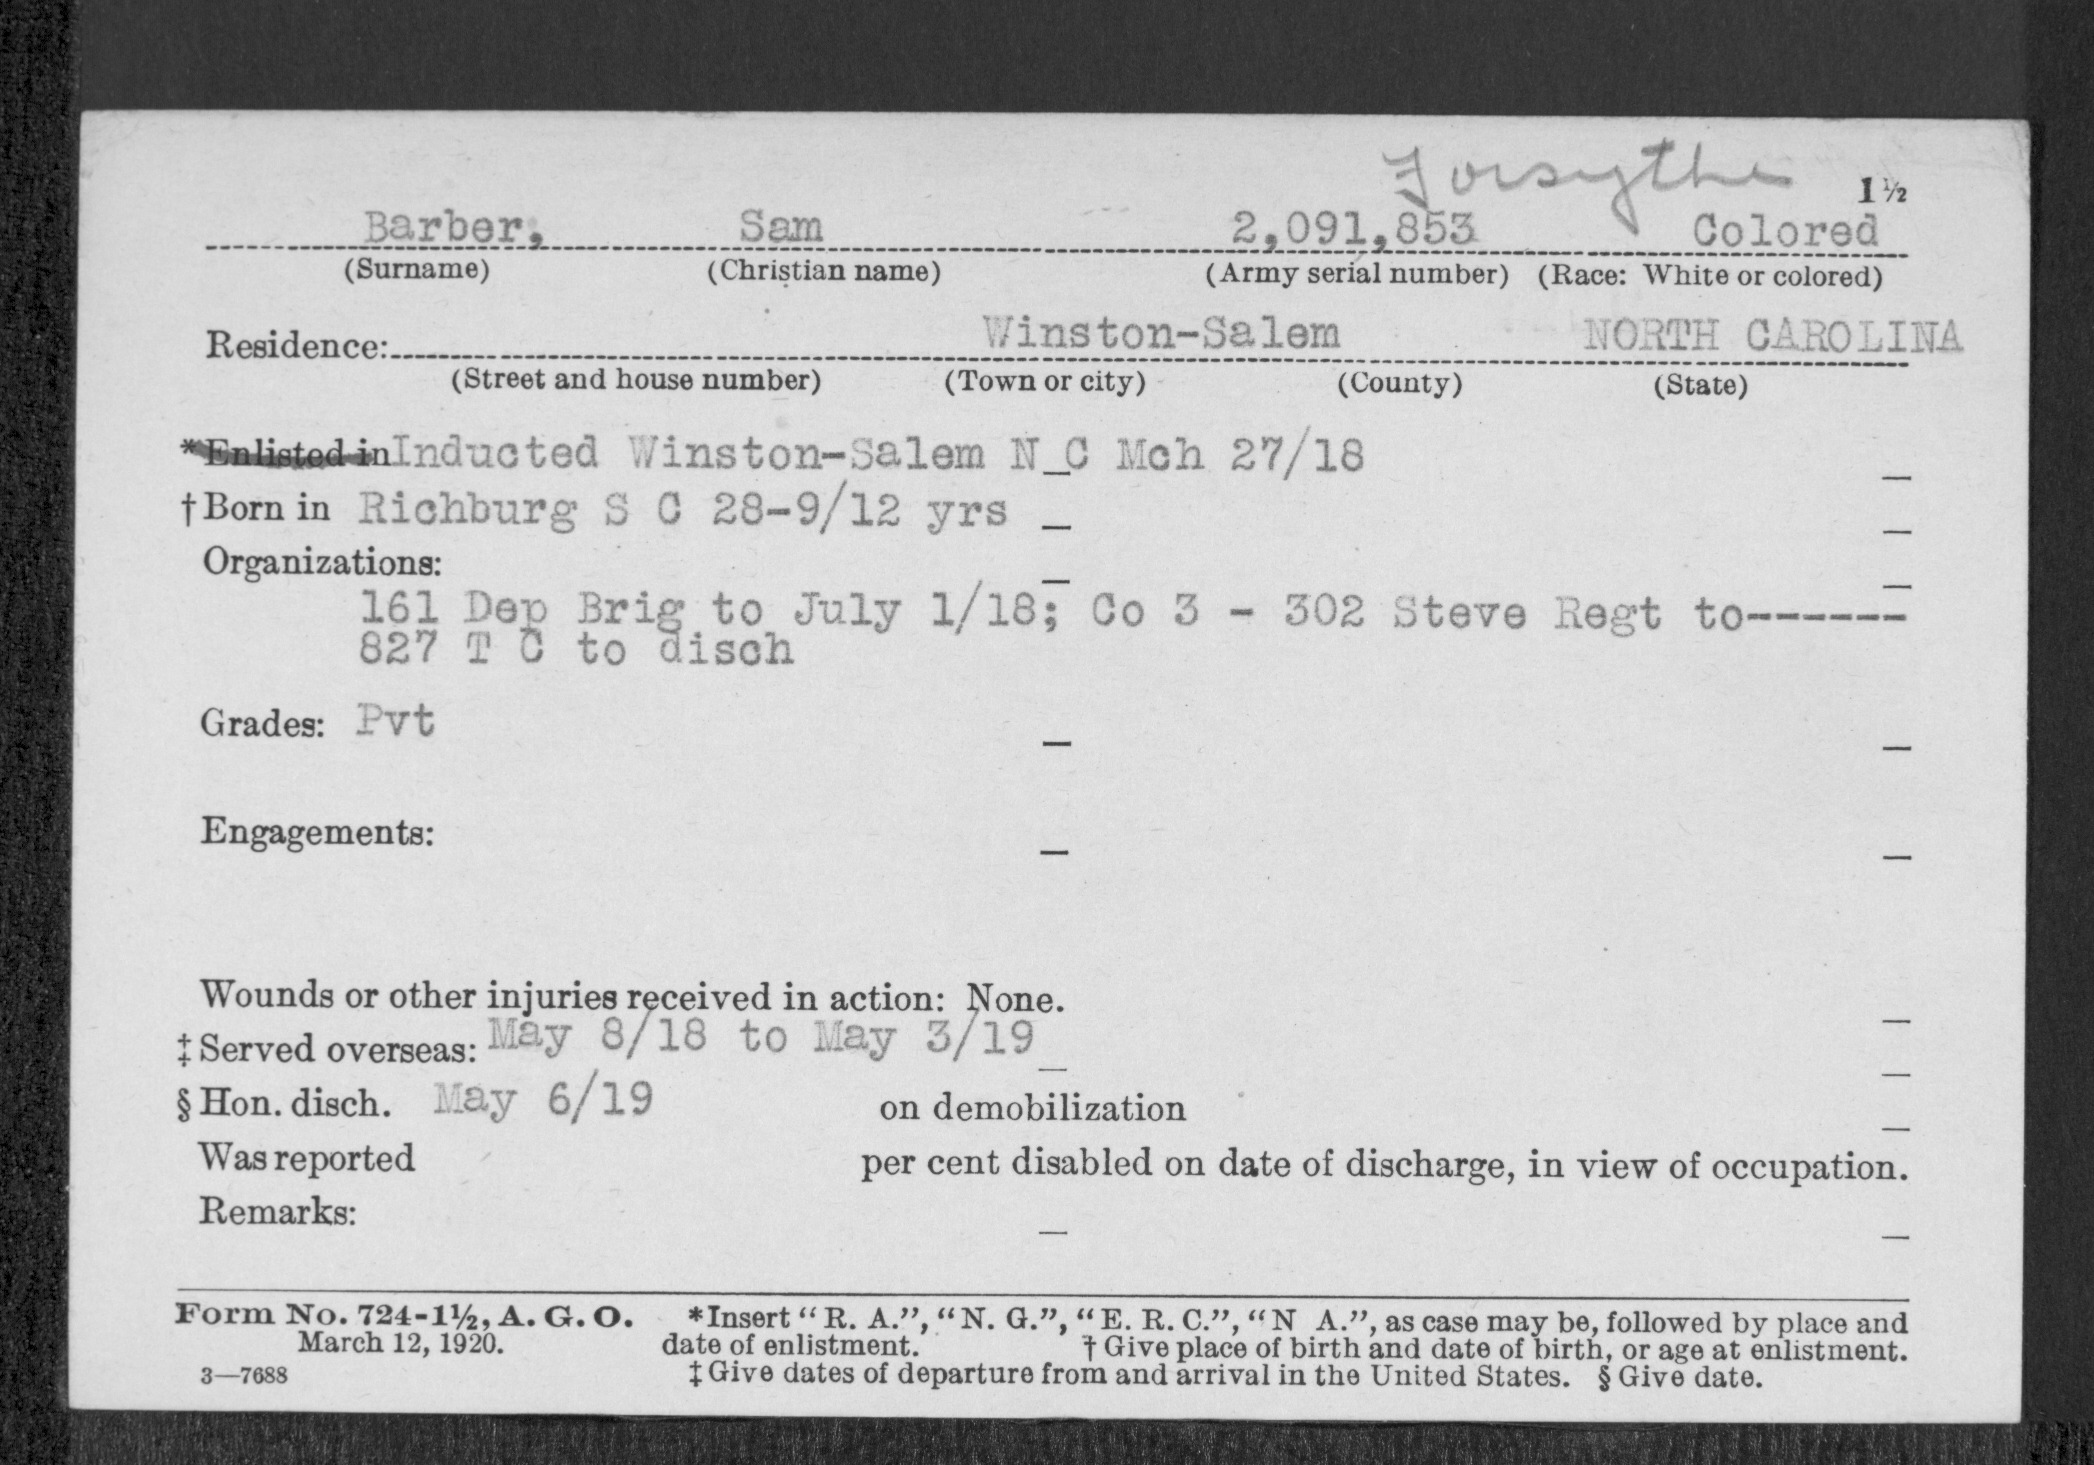 Forsythe
1 ½
Barber, Sam 2,091,853 Colored
(Surname) (Christian name) (Army serial number) (Race: White or colored)
Winston-Salem NORTH CAROLINA
Residence:
(Street and house number) (Town or city) (County) (State)
*Enlisted in Inducted Winston-Salem N C Mch 27/18
† Born in Richburg S C 28-9/12 yrs
Organizations:
161 Dep Brig to July 1/18; Co 3 - 302 Steve Regt to------
827 T C to disch
Grades: Pvt
Engagements:
Wounds or other injuries received in action: None.
‡ Served overseas: May 8/18 to May 3/19
§ Hon. disch. May 6/19 on demobilization
Was reported per cent disabled on date of discharge, in view of occupation.
Remarks:
Form No. 724-1½, A. G. O. *Insert “R. A.”, “N. G.”, “E. R. C.”, “N A.”, as case may be, followed by place and
March 12, 1920. date of enlistment. † Give place of birth and date of birth, or age at enlistment.
3—7688 ‡ Give dates of departure from and arrival in the United States. § Give date.